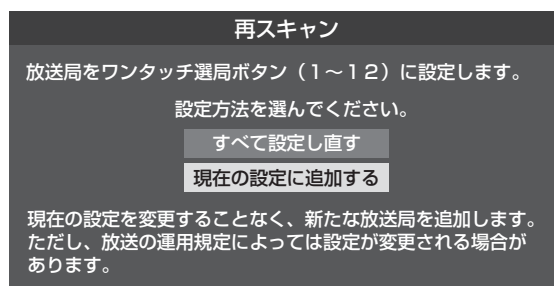 再スキャン
放送局をワンタッチ選局ボタン（１～１２）に設定します。
設定方法を選んでください。
すべて設定し直す
現在の設定に追加する
現在の設定を変更することなく、新たな放送局を追加します。
ただし、放送の運用規定によっては設定が変更される場合が
あります。